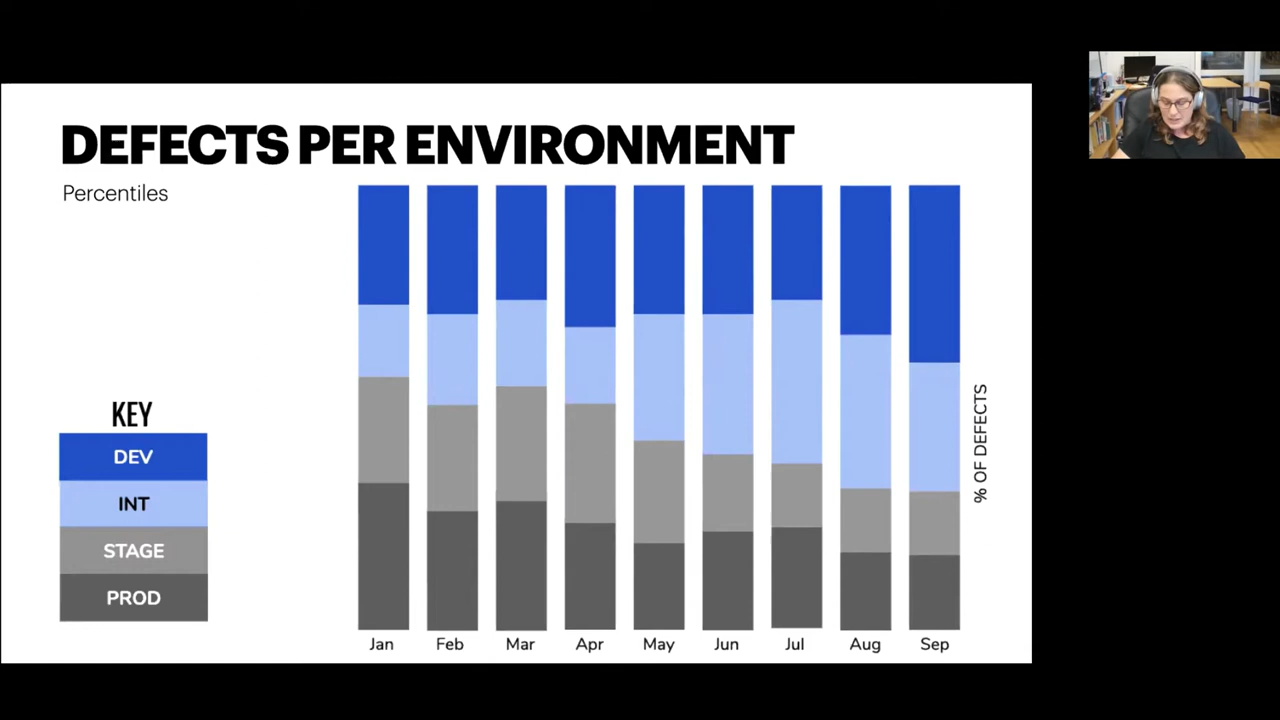 DEFECTS PER ENVIRONMENT
Percentiles
KEY
DEV
INT
STAGE
PROD
% OF DEFECTS
Jan Feb Mar Apr May Jun Jul Aug Sep